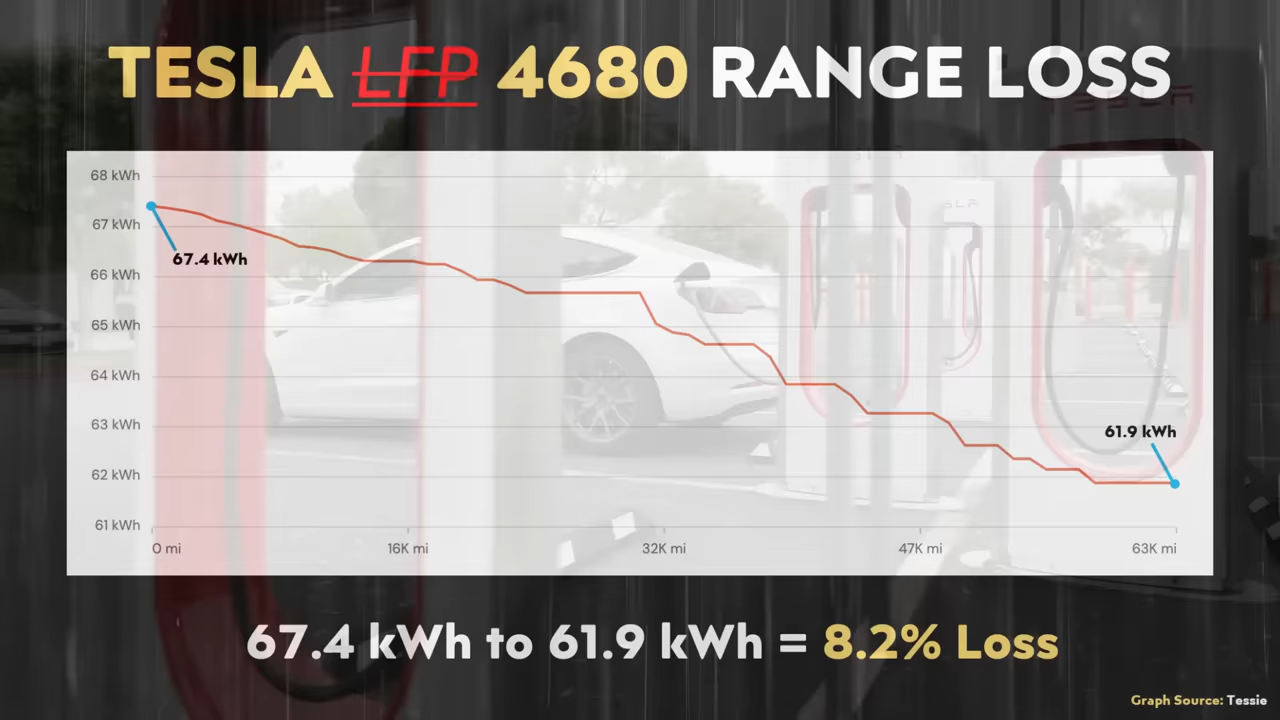 TESLA LFP 4680 RANGE LOSS
68 kWh
67 kWh
67.4 kWh
66 kWh
65 kWh
64 kWh
63 kWh
61.9 kWh
62 kWh
61 kWh
0 mi 16K mi 32K mi 47K mi 63K mi
67.4 kWh to 61.9 kWh = 8.2% Loss
Graph Source: Tessie